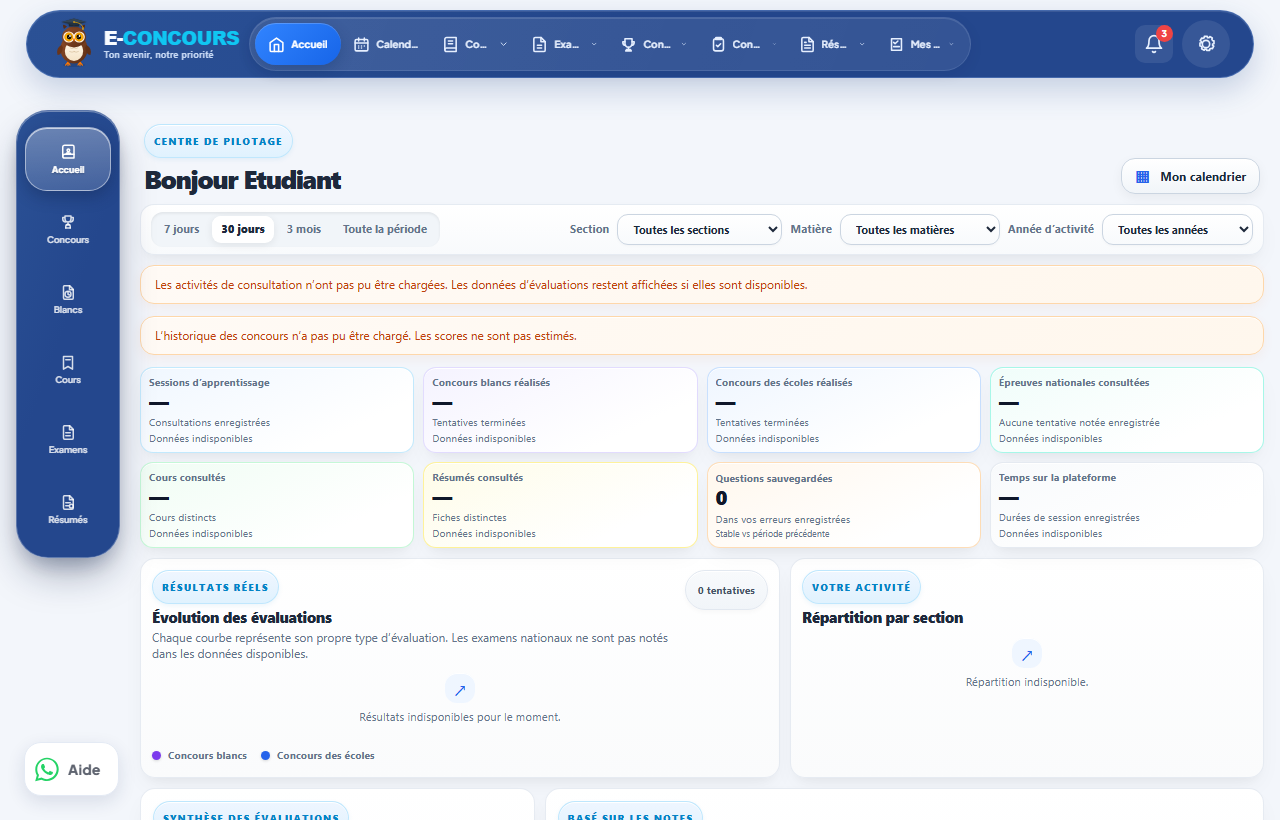 E-CONCOURS
Ton avenir, notre priorité
Accueil
Calend...
Co...
Exa...
Con...
Con...
Rés...
Mes ...
3
Accueil
Concours
Blancs
Cours
Examens
Résumés
Aide
CENTRE DE PILOTAGE
Bonjour Etudiant
Mon calendrier
7 jours 30 jours 3 mois Toute la période
Section Toutes les sections Matière Toutes les matières Année d’activité Toutes les années
Les activités de consultation n’ont pas pu être chargées. Les données d’évaluations restent affichées si elles sont disponibles.
L’historique des concours n’a pas pu être chargé. Les scores ne sont pas estimés.
Sessions d’apprentissage
—
Consultations enregistrées
Données indisponibles
Concours blancs réalisés
—
Tentatives terminées
Données indisponibles
Concours des écoles réalisés
—
Tentatives terminées
Données indisponibles
Épreuves nationales consultées
—
Aucune tentative notée enregistrée
Données indisponibles
Cours consultés
—
Cours distincts
Données indisponibles
Résumés consultés
—
Fiches distinctes
Données indisponibles
Questions sauvegardées
0
Dans vos erreurs enregistrées
Stable vs période précédente
Temps sur la plateforme
—
Durées de session enregistrées
Données indisponibles
RÉSULTATS RÉELS
0 tentatives
Évolution des évaluations
Chaque courbe représente son propre type d’évaluation. Les examens nationaux ne sont pas notés
dans les données disponibles.
Résultats indisponibles pour le moment.
Concours blancs Concours des écoles
VOTRE ACTIVITÉ
Répartition par section
Répartition indisponible.
SYNTHÈSE DES ÉVALUATIONS
BASÉ SUR LES NOTES